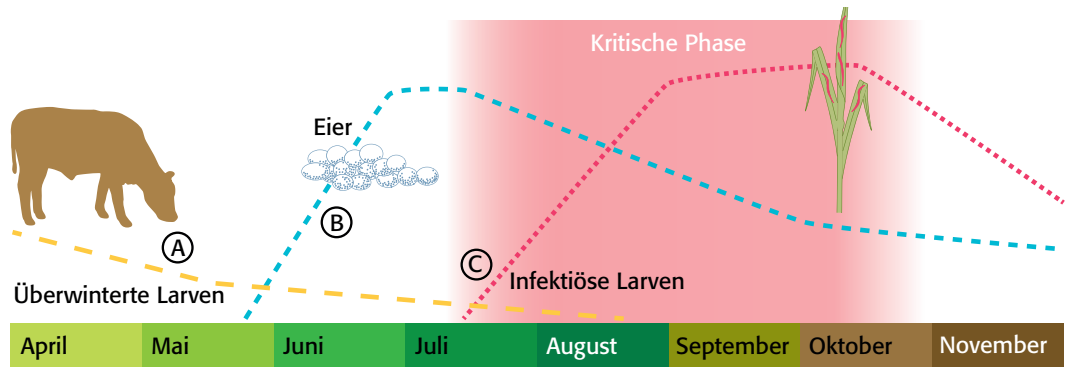 Kritische Phase
Eier
A
B
C
Überwinterte Larven
Infektiöse Larven
April Mai Juni Juli August September Oktober November